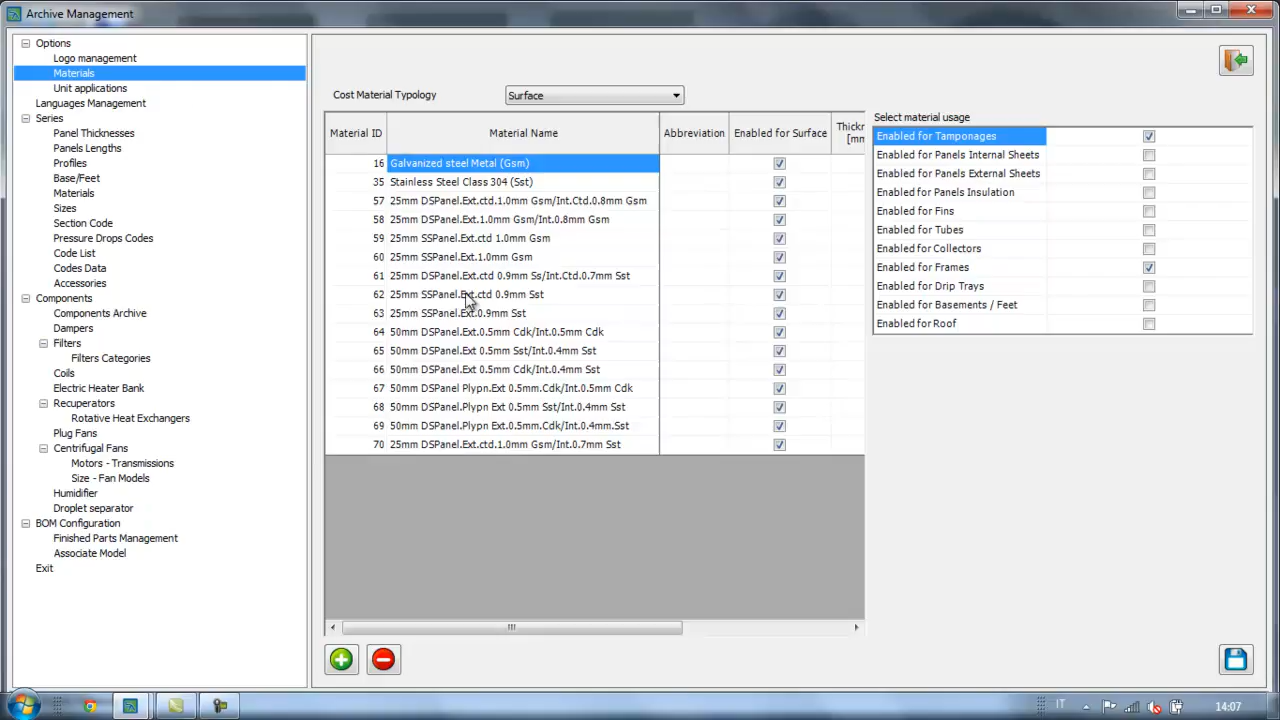 Archive Management
Options
Logo management
Materials
Unit applications
Languages Management
Series
Panel Thicknesses
Panels Lengths
Profiles
Base/Feet
Materials
Sizes
Section Code
Pressure Drops Codes
Code List
Codes Data
Accessories
Components
Components Archive
Dampers
Filters
Filters Categories
Coils
Electric Heater Bank
Recuperators
Rotative Heat Exchangers
Plug Fans
Centrifugal Fans
Motors - Transmissions
Size - Fan Models
Humidifier
Droplet separator
BOM Configuration
Finished Parts Management
Associate Model
Exit
Cost Material Typology Surface
Material ID Material Name Abbreviation Enabled for Surface Thickn [mm
16 Galvanized steel Metal (Gsm)
35 Stainless Steel Class 304 (Sst)
57 25mm DSPanel.Ext.ctd.1.0mm Gsm/Int.Ctd.0.8mm Gsm
58 25mm DSPanel.Ext.1.0mm Gsm/Int.0.8mm Gsm
59 25mm SSPanel.Ext.ctd 1.0mm Gsm
60 25mm SSPanel.Ext.1.0mm Gsm
61 25mm DSPanel.Ext.ctd 0.9mm Ss/Int.Ctd.0.7mm Sst
62 25mm SSPanel.Ext.ctd 0.9mm Sst
63 25mm SSPanel.Ext.0.9mm Sst
64 50mm DSPanel.Ext.0.5mm Cdk/Int.0.5mm Cdk
65 50mm DSPanel.Ext 0.5mm Sst/Int.0.4mm Sst
66 50mm DSPanel.Ext 0.5mm Cdk/Int.0.4mm Sst
67 50mm DSPanel Plypn.Ext 0.5mm.Cdk/Int.0.5mm Cdk
68 50mm DSPanel.Plypn Ext 0.5mm Sst/Int.0.4mm Sst
69 50mm DSPanel.Plypn Ext.0.5mm.Cdk/Int.0.4mm.Sst
70 25mm DSPanel.Ext.ctd.1.0mm Gsm/Int.0.7mm Sst
Select material usage
Enabled for Tamponages
Enabled for Panels Internal Sheets
Enabled for Panels External Sheets
Enabled for Panels Insulation
Enabled for Fins
Enabled for Tubes
Enabled for Collectors
Enabled for Frames
Enabled for Drip Trays
Enabled for Basements / Feet
Enabled for Roof
IT 14:07